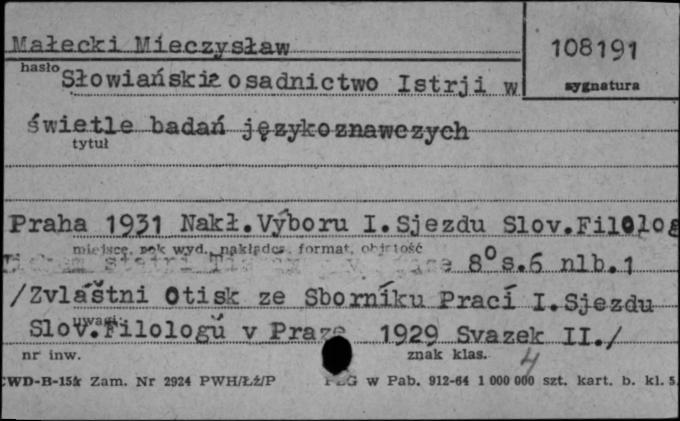 Małecki Mieczysław
108191
hasło
sygnatura
Słowiańskie osadnictwo Istrji w
świetle badań językoznawczych
tytuł
Praha 1931 Nakł.Výboru I.Sjezdu Slov.Filolog
miejsce, rok wyd., nakładca, format, objętość
8° s.6 nlb.1
/Zvláštni Otisk ze Sborníku Prací I.Sjezdu
uwagi
Slov.Filologů v Praze 1929 Svazek II./
nr inw.
znak klas.
4
CWD-B-15k Zam. Nr 2924 PWH/Łż/P
w Pab. 912-64 1 000 000 szt. kart. b. kl. 5.